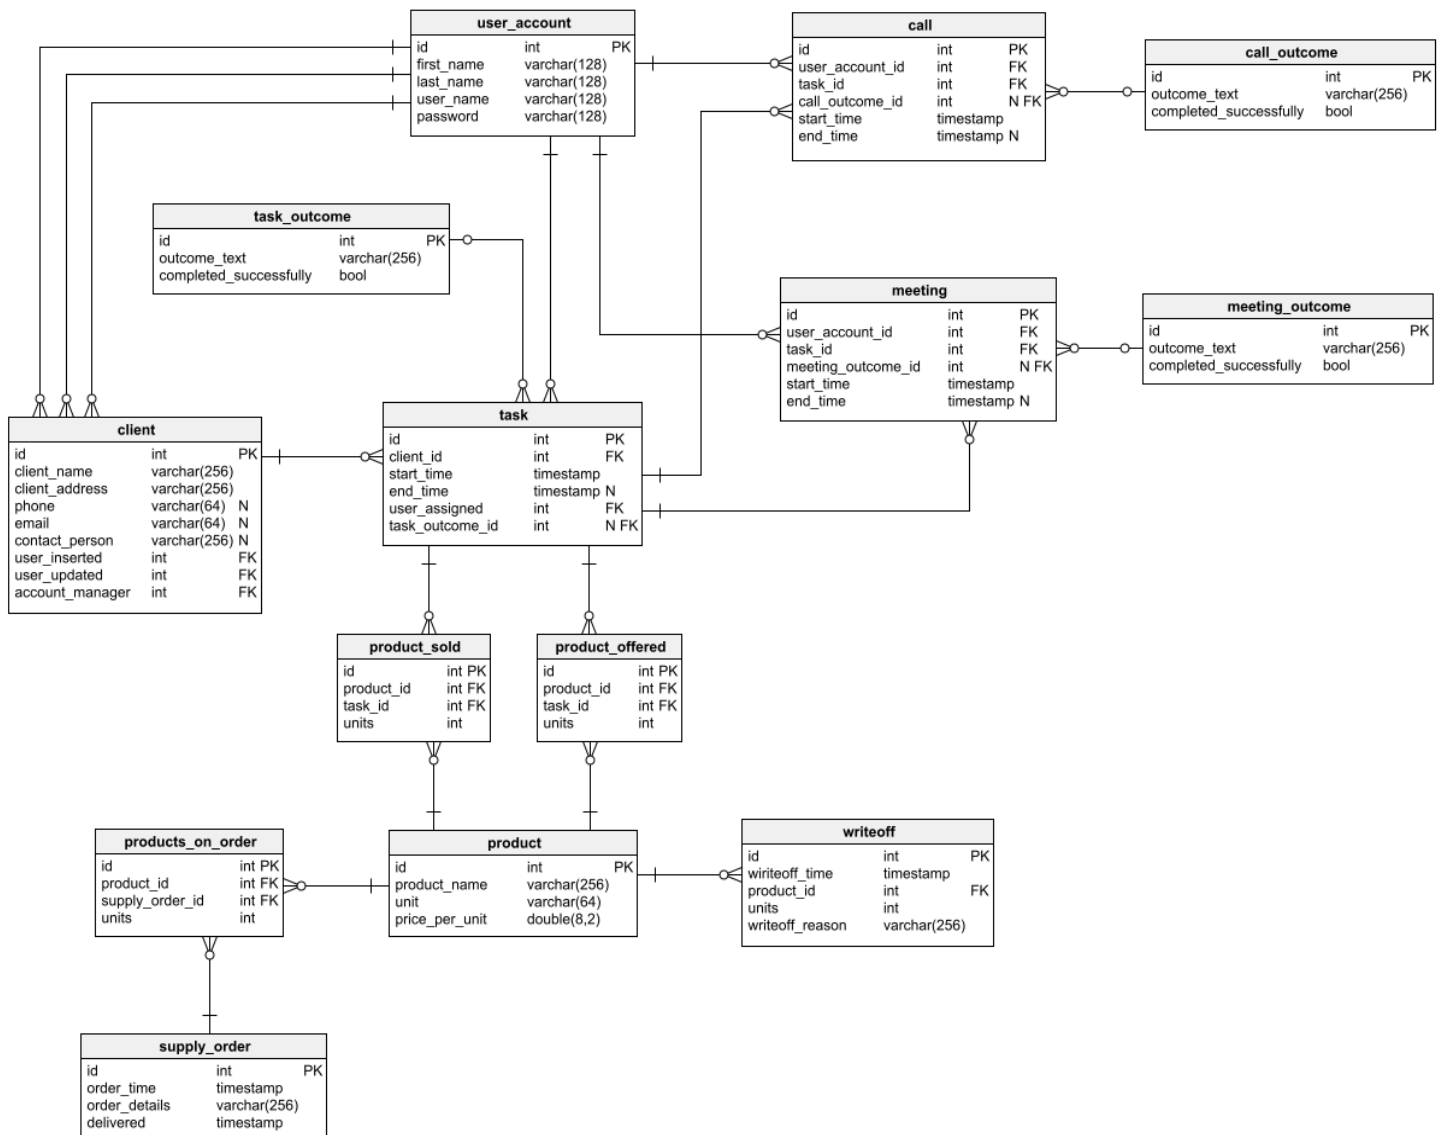 user_account
id int PK
first_name varchar(128)
last_name varchar(128)
user_name varchar(128)
password varchar(128)
call
id int PK
user_account_id int FK
task_id int FK
call_outcome_id int N FK
start_time timestamp
end_time timestamp N
call_outcome
id int PK
outcome_text varchar(256)
completed_successfully bool
task_outcome
id int PK
outcome_text varchar(256)
completed_successfully bool
meeting
id int PK
user_account_id int FK
task_id int FK
meeting_outcome_id int N FK
start_time timestamp
end_time timestamp N
meeting_outcome
id int PK
outcome_text varchar(256)
completed_successfully bool
client
id int PK
client_name varchar(256)
client_address varchar(256)
phone varchar(64) N
email varchar(64) N
contact_person varchar(256) N
user_inserted int FK
user_updated int FK
account_manager int FK
task
id int PK
client_id int FK
start_time timestamp
end_time timestamp N
user_assigned int FK
task_outcome_id int N FK
product_sold
id int PK
product_id int FK
task_id int FK
units int
product_offered
id int PK
product_id int FK
task_id int FK
units int
products_on_order
id int PK
product_id int FK
supply_order_id int FK
units int
product
id int PK
product_name varchar(256)
unit varchar(64)
price_per_unit double(8,2)
writeoff
id int PK
wirteoff_time timestamp
product_id int FK
units int
writeoff_reason varchar(256)
supply_order
id int PK
order_time timestamp
order_details varchar(256)
delivered timestamp